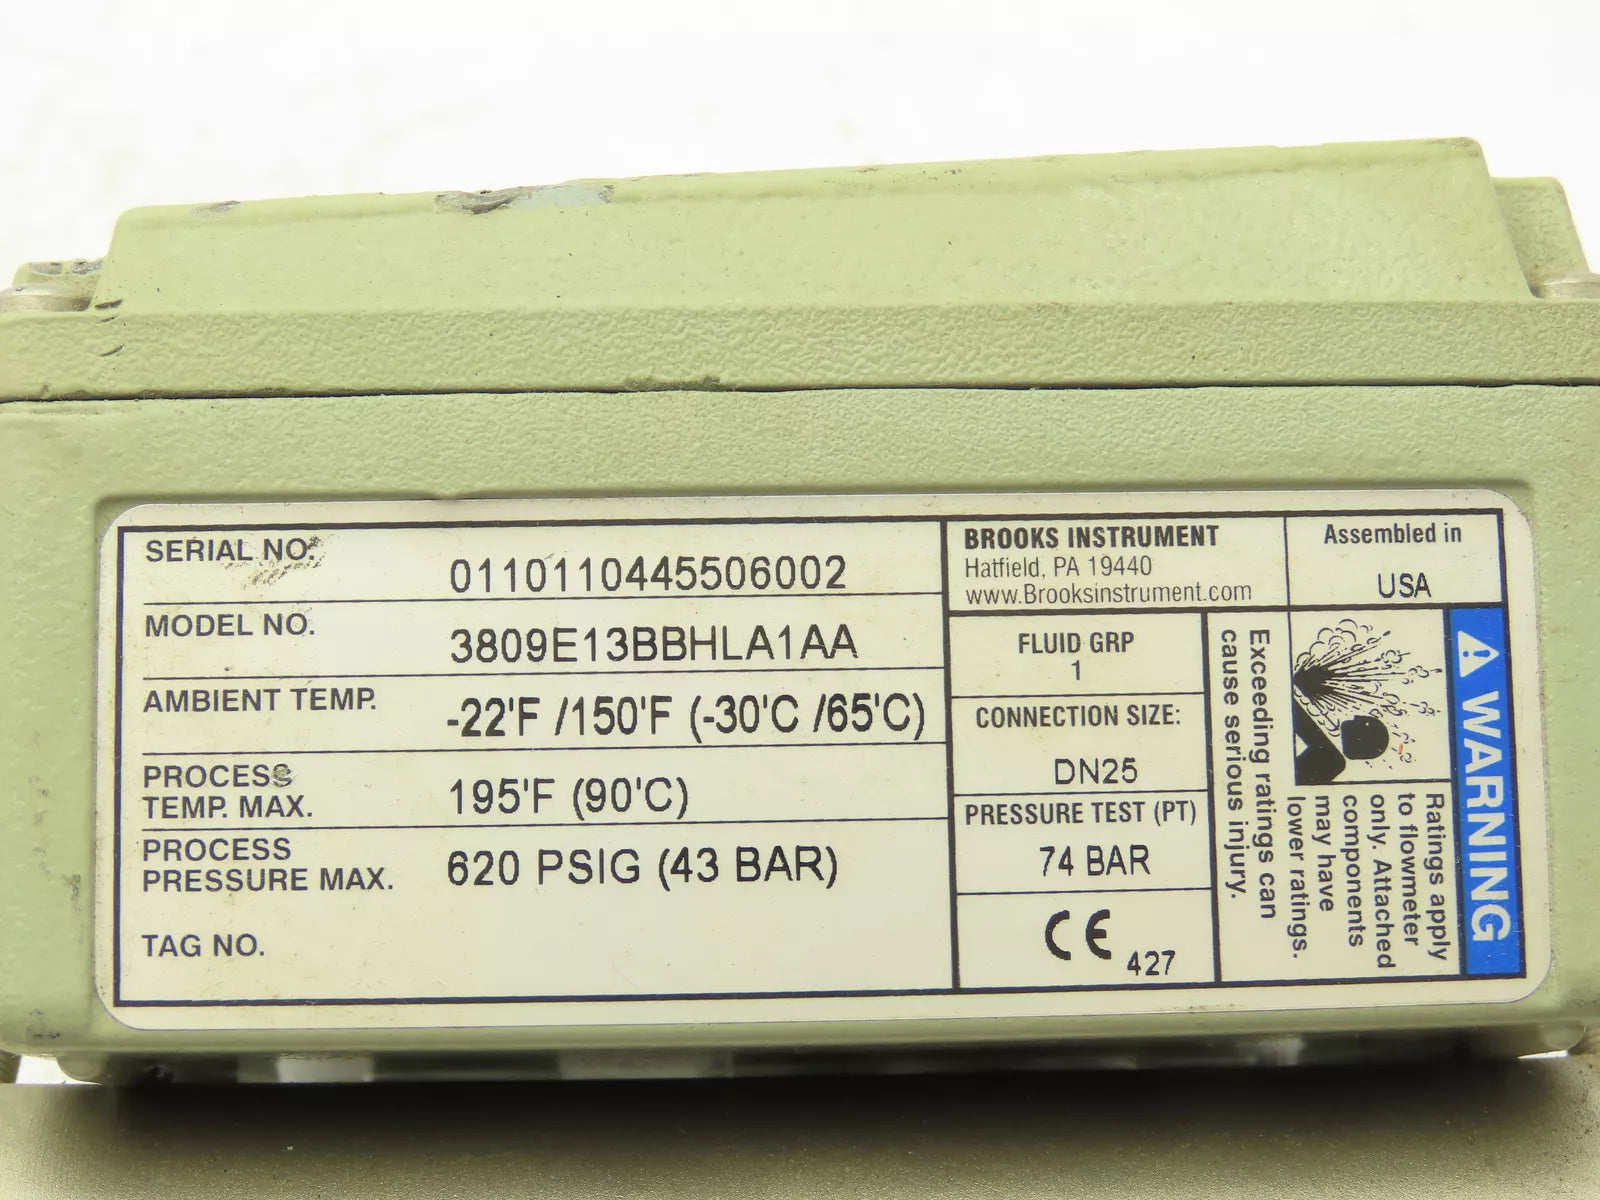 SERIAL NO. 0110110445506002
MODEL NO. 3809E13BBHLA1AA
AMBIENT TEMP. -22'F /150'F (-30'C /65'C)
PROCESS
TEMP. MAX. 195'F (90'C)
PROCESS
PRESSURE MAX. 620 PSIG (43 BAR)
TAG NO.
BROOKS INSTRUMENT
Hatfield, PA 19440
www.Brooksinstrument.com
Assembled in
USA
FLUID GRP
1
CONNECTION SIZE:
DN25
PRESSURE TEST (PT)
74 BAR
CE 427
WARNING
Ratings apply
to flowmeter
only. Attached
components
may have
lower ratings.
Exceeding ratings can
cause serious injury.